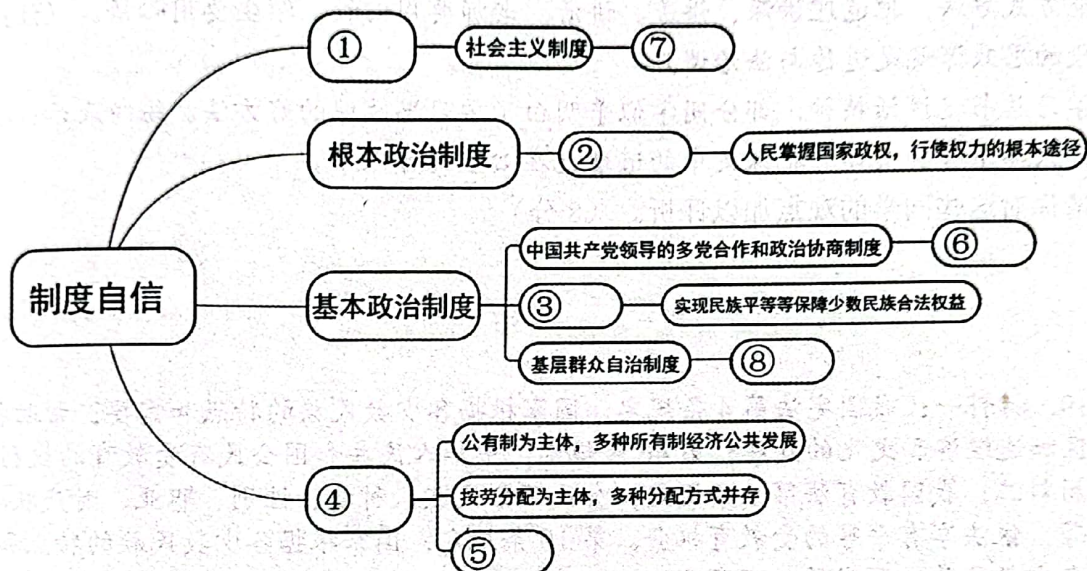 ① 社会主义制度 ⑦
根本政治制度 ② 人民掌握国家政权，行使权力的根本途径
中国共产党领导的多党合作和政治协商制度 ⑥
制度自信 基本政治制度 ③ 实现民族平等等保障少数民族合法权益
基层群众自治制度 ⑧
公有制为主体，多种所有制经济公共发展
④ 按劳分配为主体，多种分配方式并存
⑤